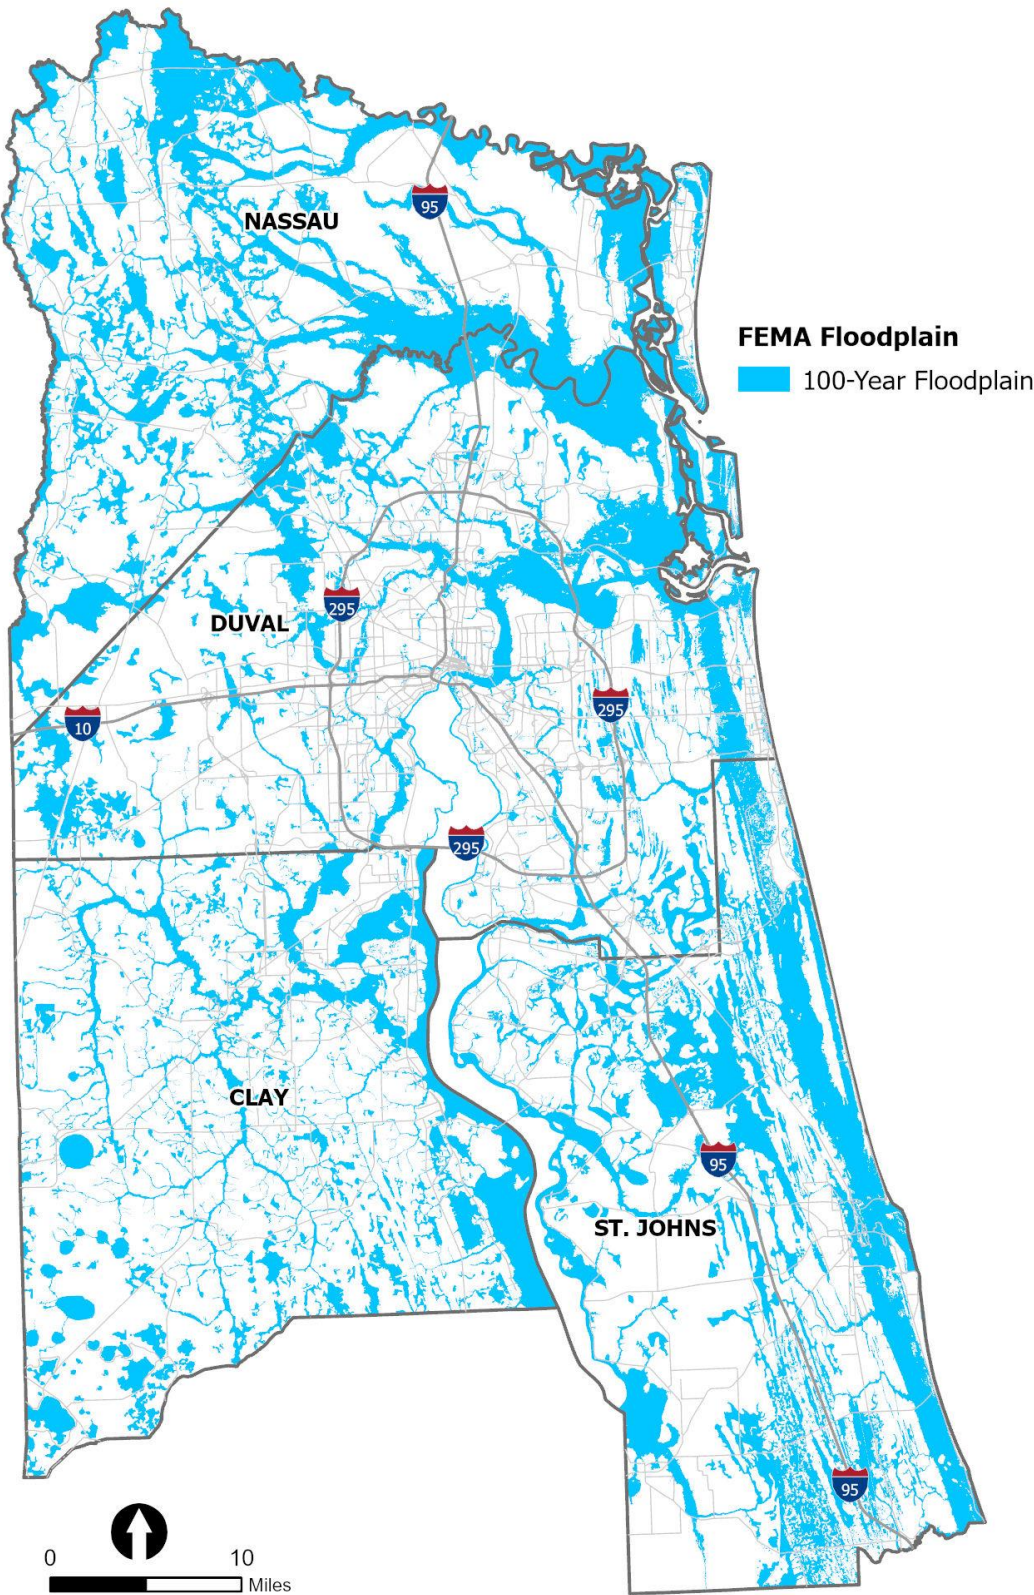 95
NASSAU
FEMA Floodplain
100-Year Floodplain
295
DUVAL
295
10
295
CLAY
95
ST. JOHNS
95
0 10
Miles